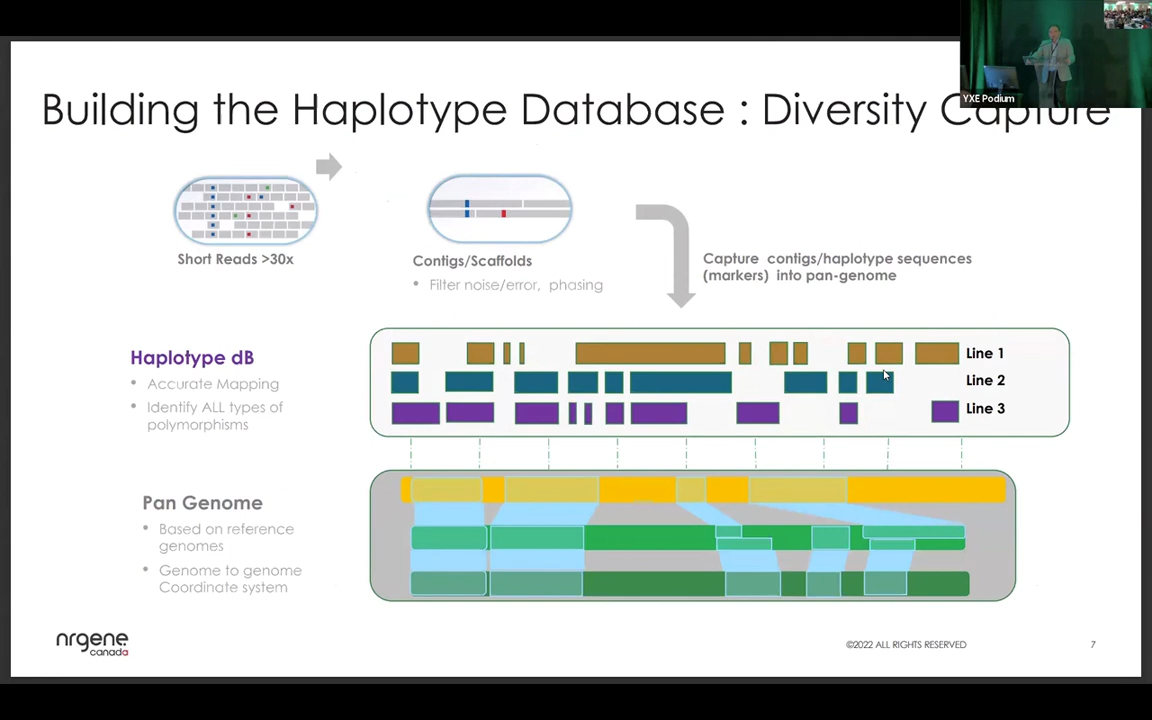 YXE Podium
Building the Haplotype Database : Diversity Capture
Short Reads >30x
Contigs/Scaffolds
• Filter noise/error, phasing
Capture contigs/haplotype sequences
(markers) into pan-genome
Haplotype dB
• Accurate Mapping
• Identify ALL types of
polymorphisms
Line 1
Line 2
Line 3
Pan Genome
• Based on reference
genomes
• Genome to genome
Coordinate system
nrgene
canada
©2022 ALL RIGHTS RESERVED
7